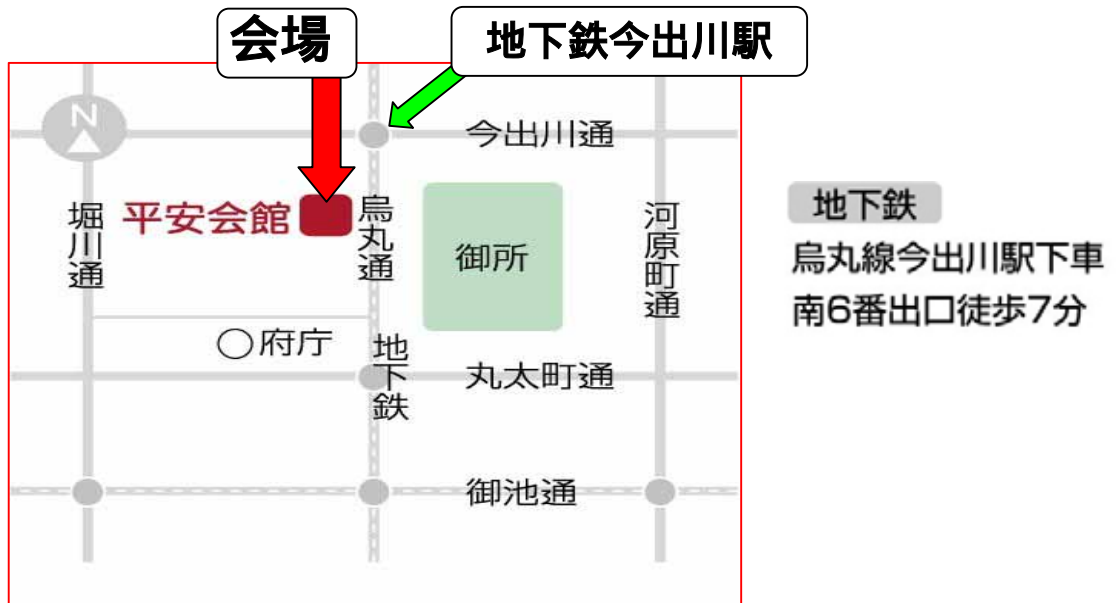 会場
地下鉄今出川駅
N
今出川通
堀川通
平安会館
烏丸通
御所
河原町通
地下鉄
烏丸線今出川駅下車
南6番出口徒歩7分
府庁
地下鉄
丸太町通
御池通